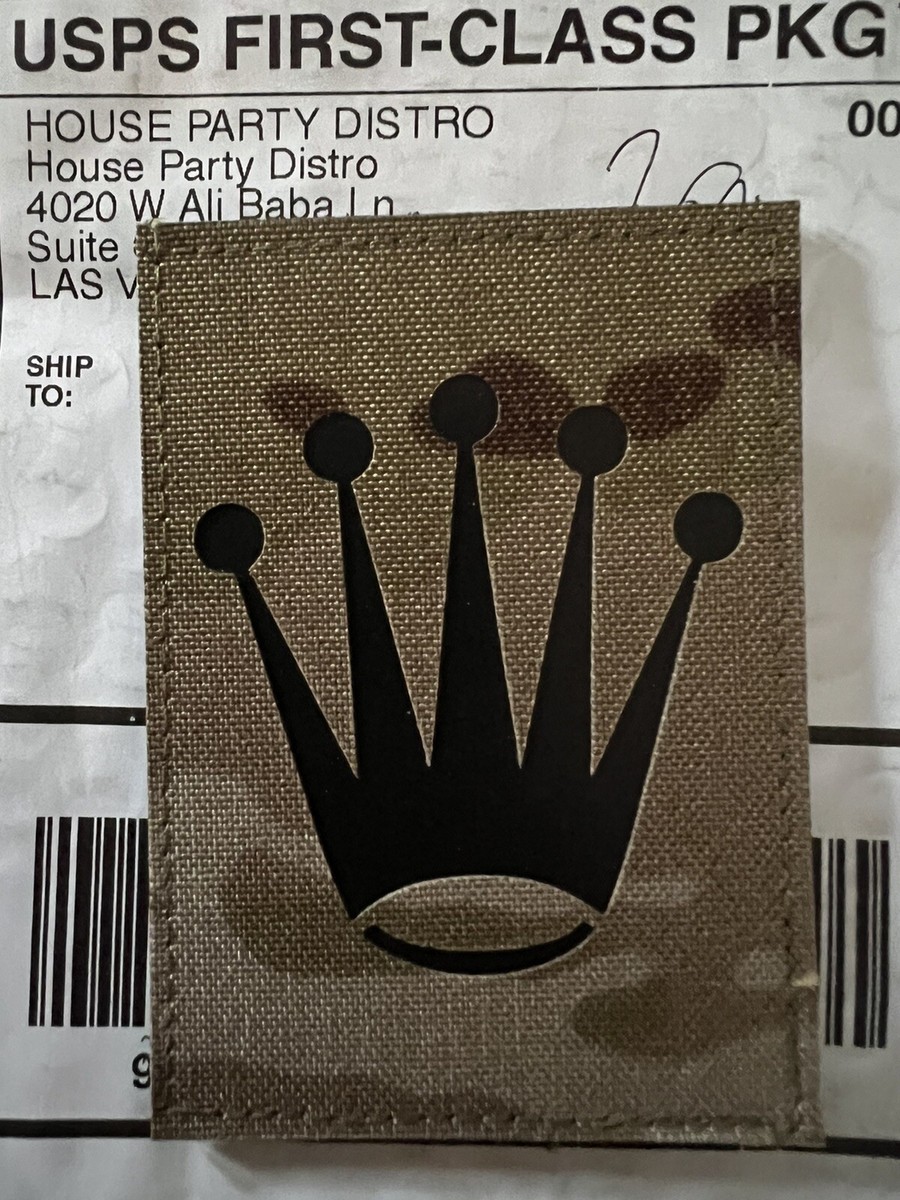 USPS FIRST-CLASS PKG
HOUSE PARTY DISTRO
00
House Party Distro
4020 W Ali Baba Ln
Suite
LAS V
SHIP
TO:
9